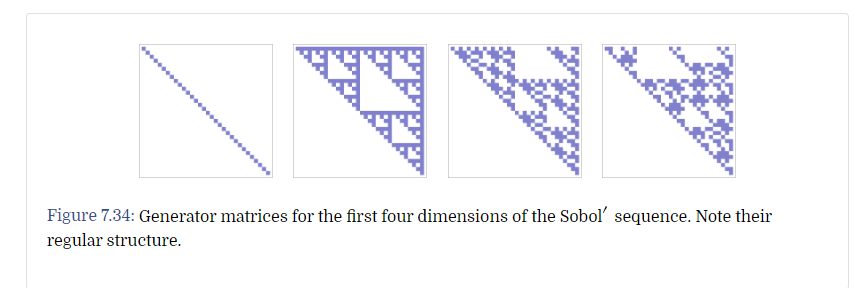 Figure 7.34: Generator matrices for the first four dimensions of the Sobol′ sequence. Note their
regular structure.